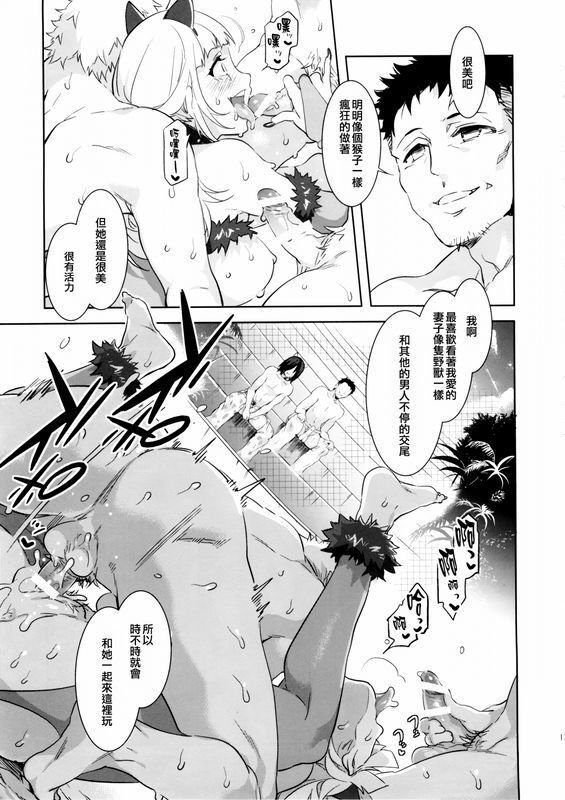 很美吧
明明像個猴子一樣
瘋狂的做著
嘿
嘿
啊嘿嘿
但她還是很美
很有活力
我啊
最喜歡看著我愛的
妻子像隻野獸一樣
和其他的男人不停的交尾
所以
時不時就會
和她一起來這裡玩